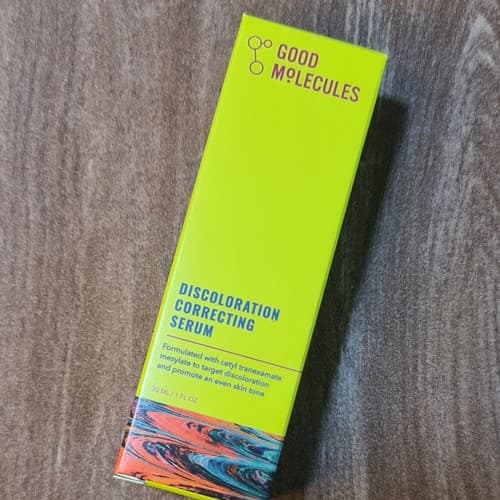 GOOD
MOLECULES
DISCOLORATION
CORRECTING
SERUM
Formulated with cetyl tranexamate
mesylate to target discoloration
and promote an even skin tone
30 ML / 1 FL OZ